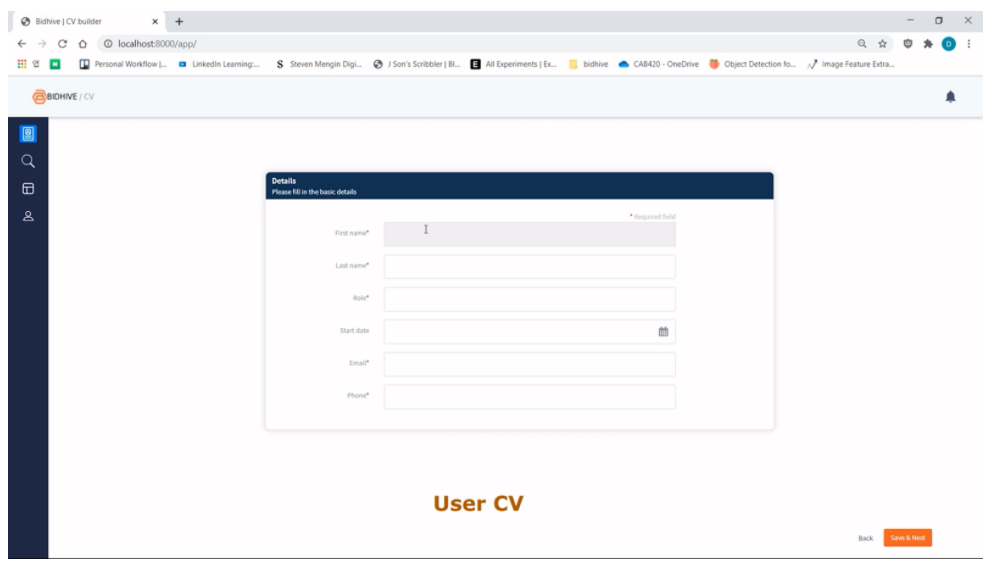 Bidhive | CV builder
localhost:8000/app/
Personal Workflow |... LinkedIn Learning:... S Steven Mengin Digi... J Son's Scribbler | Bl... E All Experiments | Ex... bidhive CAB420 - OneDrive Object Detection fo... Image Feature Extra...
D
BIDHIVE / CV
Details
Please fill in the basic details
* Required field
First name*
Last name*
Role*
Start date
Email*
Phone*
User CV
Back Save & Next